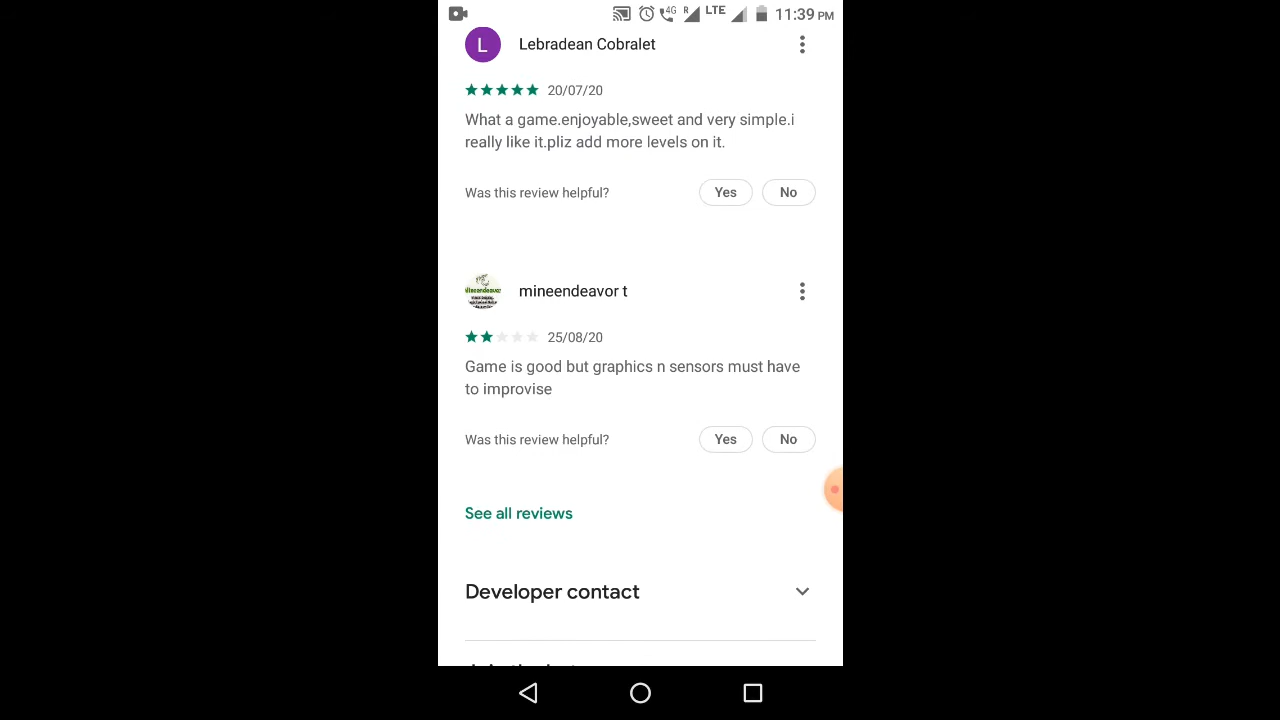 4G R LTE 11:39 PM
L Lebradean Cobralet
20/07/20
What a game.enjoyable,sweet and very simple.i
really like it.pliz add more levels on it.
Was this review helpful? Yes No
mineendeavor t
25/08/20
Game is good but graphics n sensors must have
to improvise
Was this review helpful? Yes No
See all reviews
Developer contact